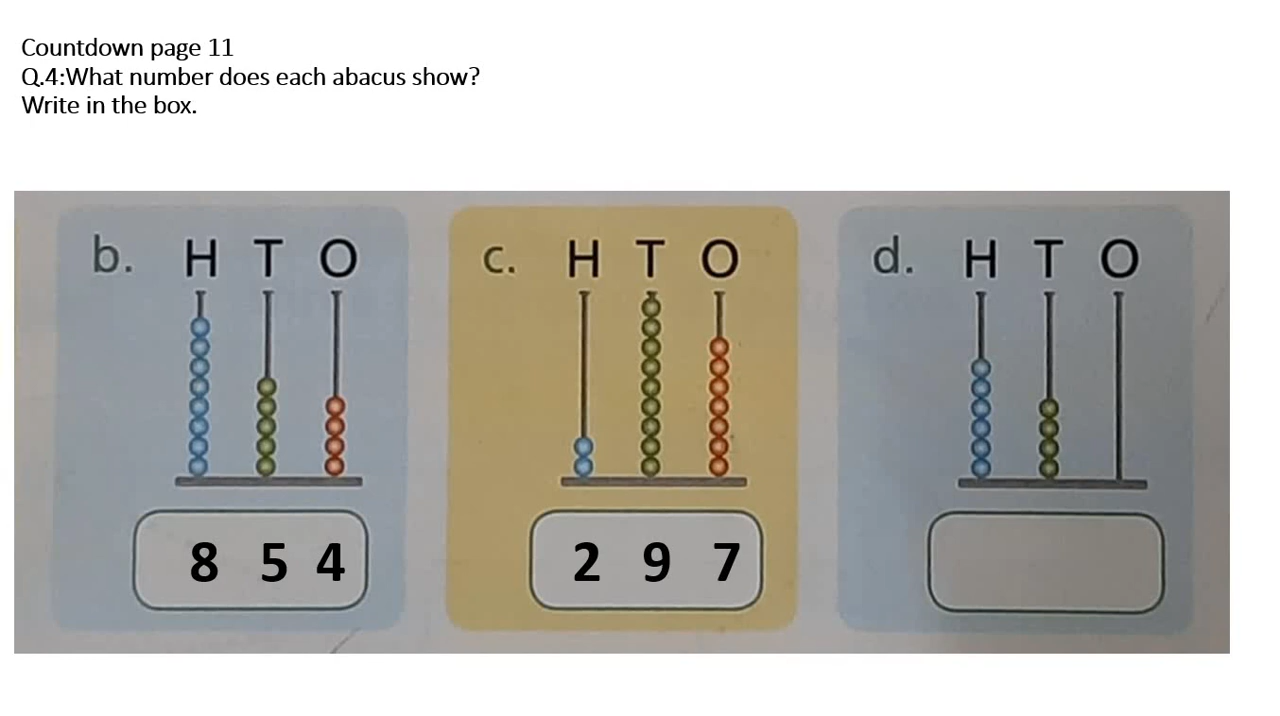 Countdown page 11
Q.4:What number does each abacus show?
Write in the box.
b. H T O
c. H T O
d. H T O
8 5 4
2 9 7